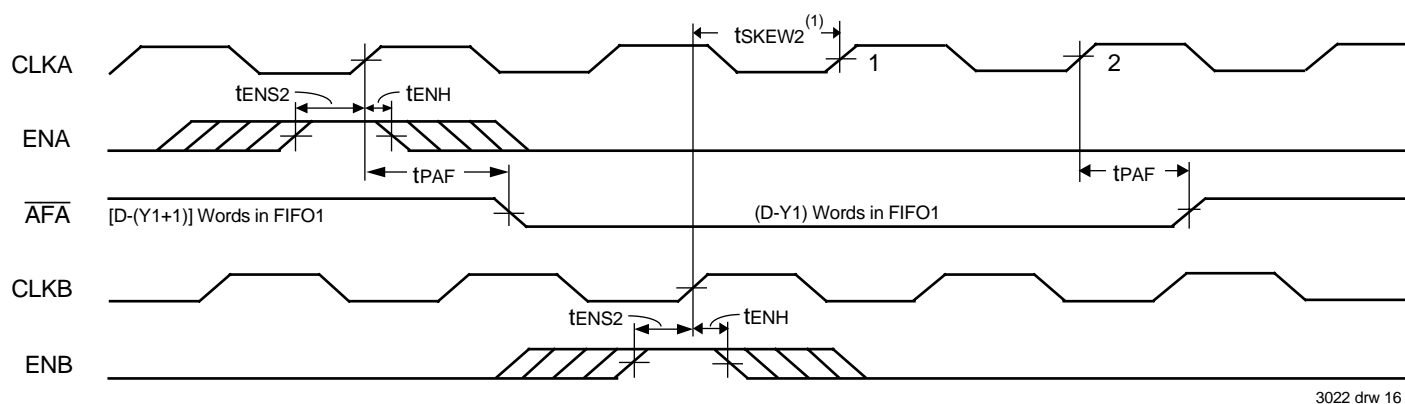 tSKEW2(1)
CLKA
1
2
tENS2
tENH
ENA
tPAF
tPAF
AFA
[D-(Y1+1)] Words in FIFO1
(D-Y1) Words in FIFO1
CLKB
tENS2
tENH
ENB
3022 drw 16